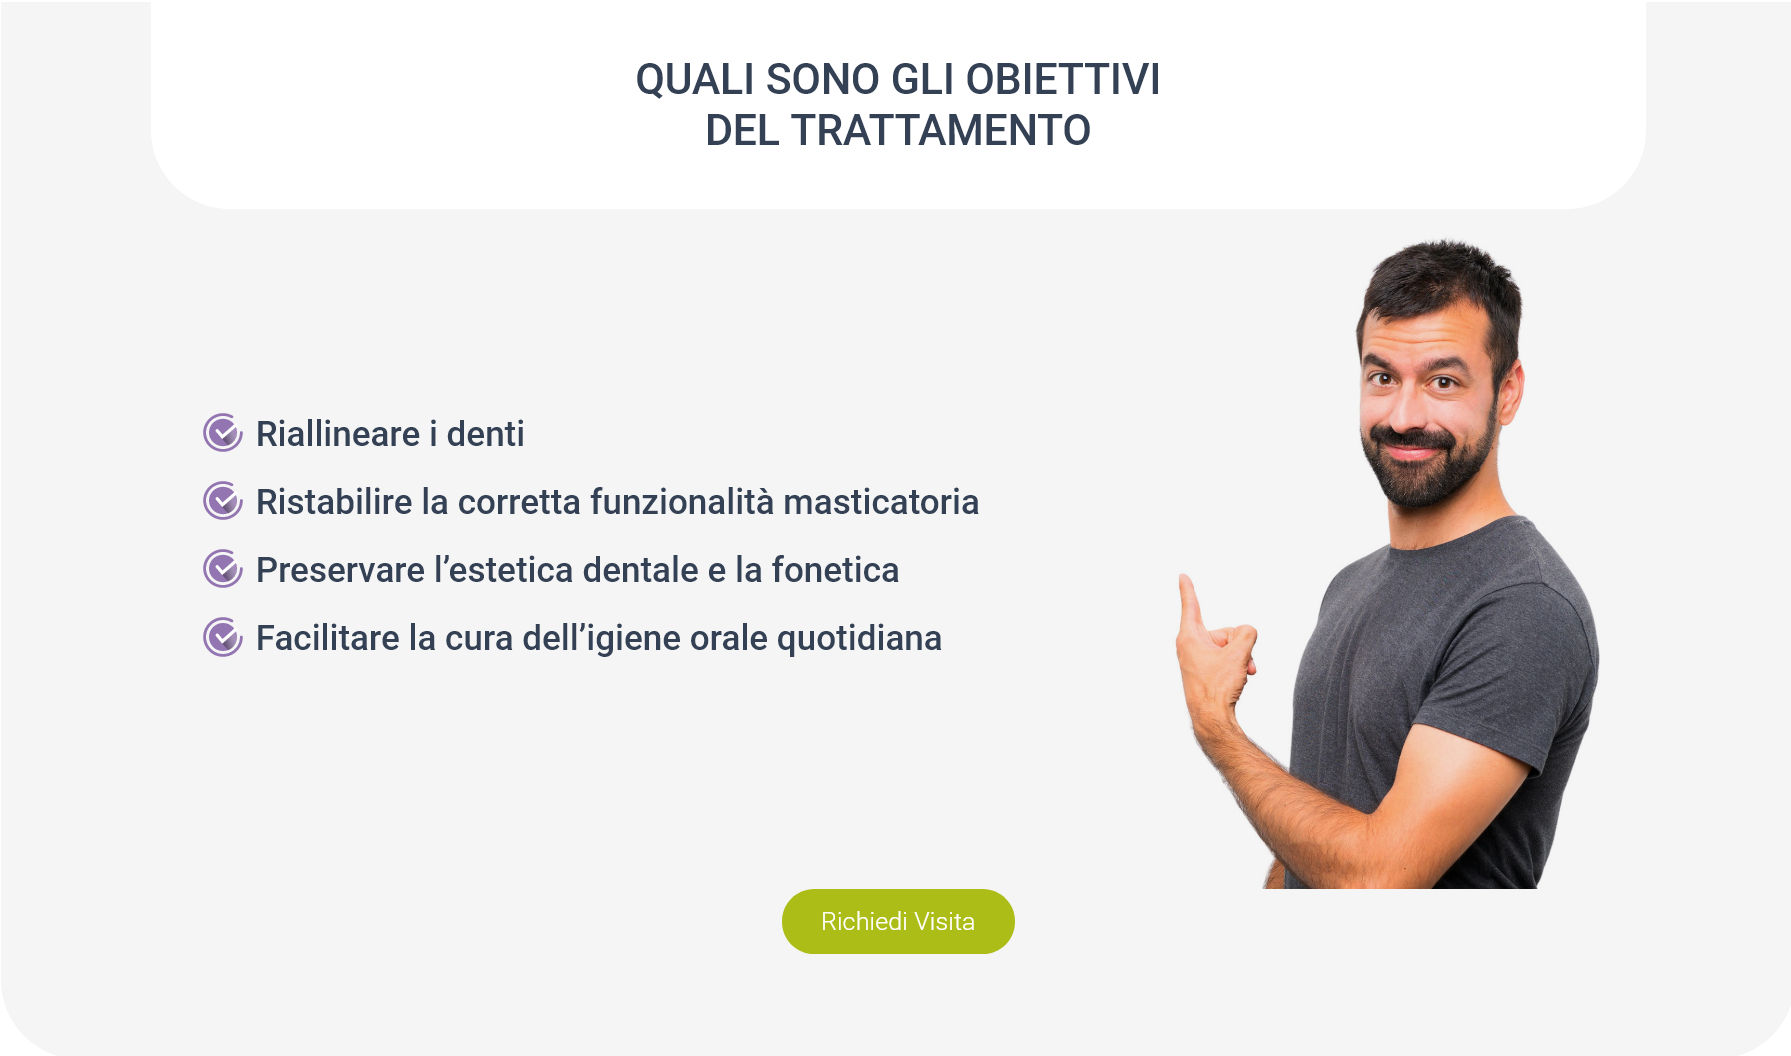 QUALI SONO GLI OBIETTIVI
DEL TRATTAMENTO
Riallineare i denti
Ristabilire la corretta funzionalità masticatoria
Preservare l’estetica dentale e la fonetica
Facilitare la cura dell’igiene orale quotidiana
Richiedi Visita